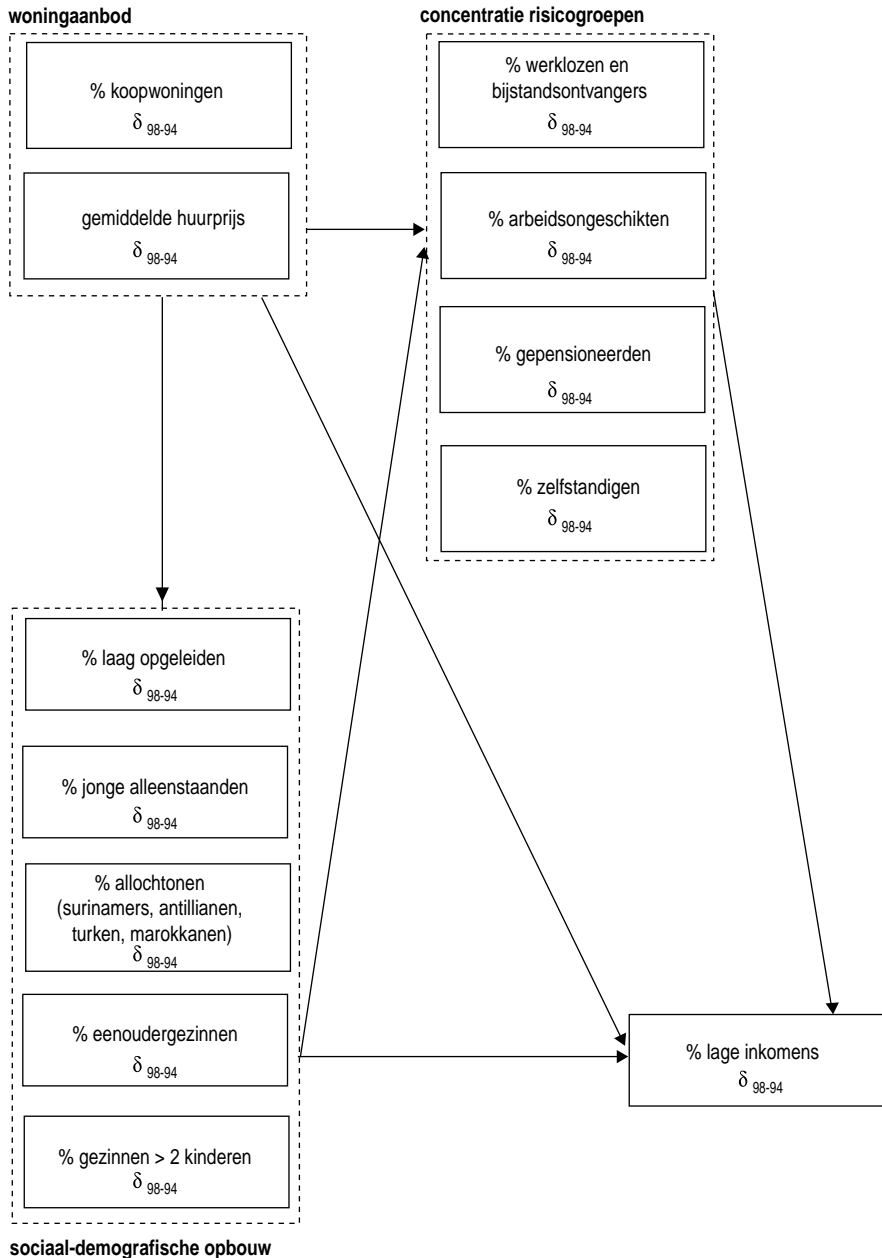 woningaanbod
% koopwoningen
δ 98-94
gemiddelde huurprijs
δ 98-94
concentratie risicogroepen
% werklozen en
bijstandsontvangers
δ 98-94
% arbeidsongeschikten
δ 98-94
% gepensioneerden
δ 98-94
% zelfstandigen
δ 98-94
% laag opgeleiden
δ 98-94
% jonge alleenstaanden
δ 98-94
% allochtonen
(surinamers, antillianen,
turken, marokkanen)
δ 98-94
% eenoudergezinnen
δ 98-94
% gezinnen > 2 kinderen
δ 98-94
sociaal-demografische opbouw
% lage inkomens
δ 98-94